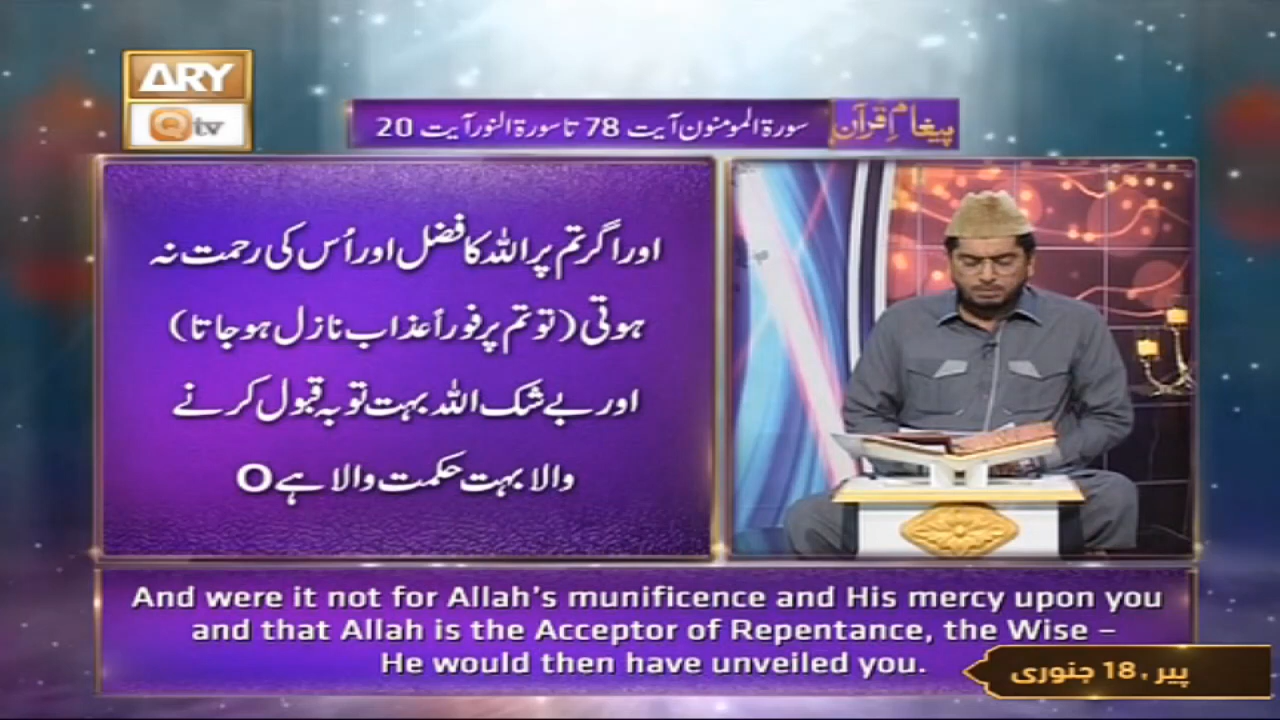 ARY
Qtv
پیغام قرآن
سورۃ المومنون آیت 78 تا سورۃ النور آیت 20
اور اگر تم پر اللہ کا فضل اور اُس کی رحمت نہ
ہوتی (تو تم پر فوراً عذاب نازل ہو جاتا)
اور بے شک اللہ بہت توبہ قبول کرنے
والا بہت حکمت والا ہے O
And were it not for Allah's munificence and His mercy upon you
and that Allah is the Acceptor of Repentance, the Wise –
He would then have unveiled you.
پیر، 18 جنوری